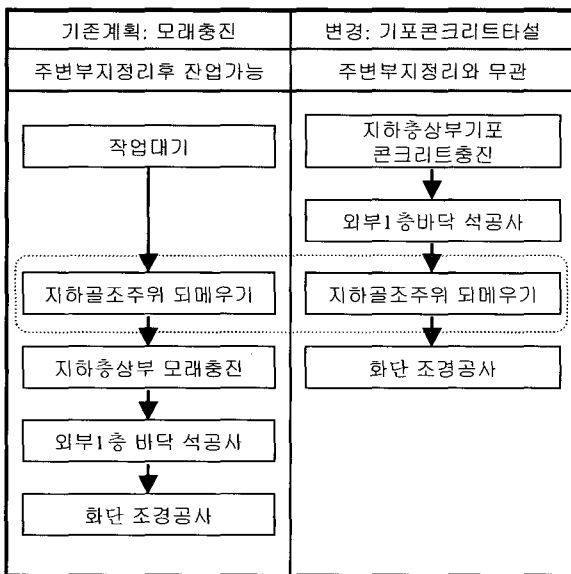 기존계획: 모래충진
주변부지정리후 잔업가능
작업대기
지하골조주위 되메우기
지하층상부 모래충진
외부1층 바닥 석공사
화단 조경공사
변경: 기포콘크리트타설
주변부지정리와 무관
지하층상부기포
콘크리트충진
외부1층바닥 석공사
지하골조주위 되메우기
화단 조경공사